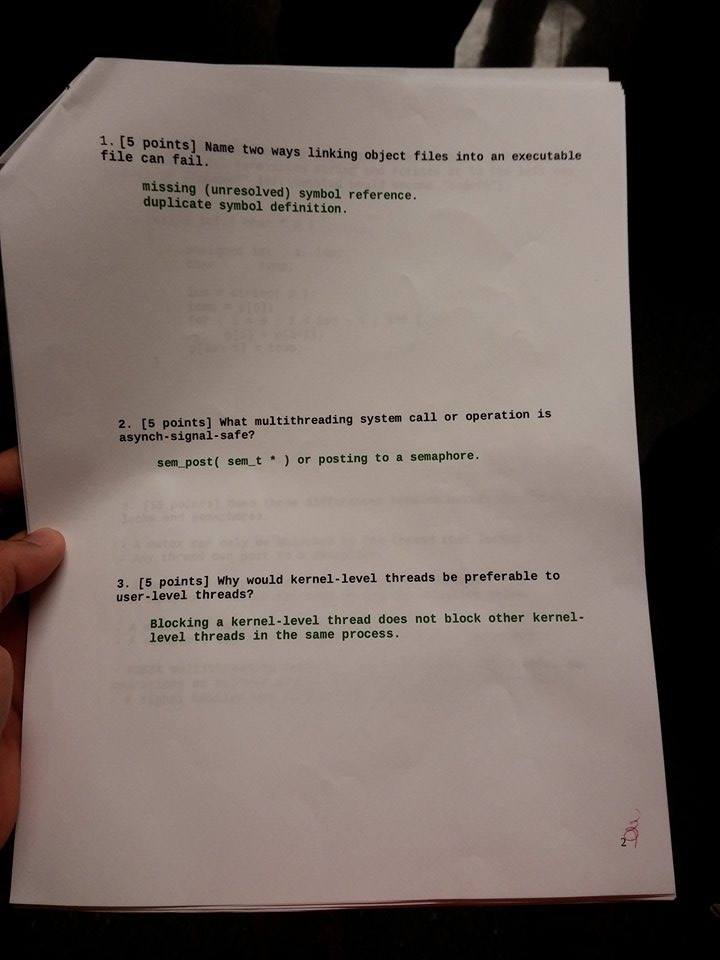 1. [5 points] Name two ways linking object files into an executable
file can fail.
missing (unresolved) symbol reference.
duplicate symbol definition.
2. [5 points] What multithreading system call or operation is
asynch-signal-safe?
sem_post( sem_t * ) or posting to a semaphore.
3. [5 points] Why would kernel-level threads be preferable to
user-level threads?
Blocking a kernel-level thread does not block other kernel-
level threads in the same process.
2